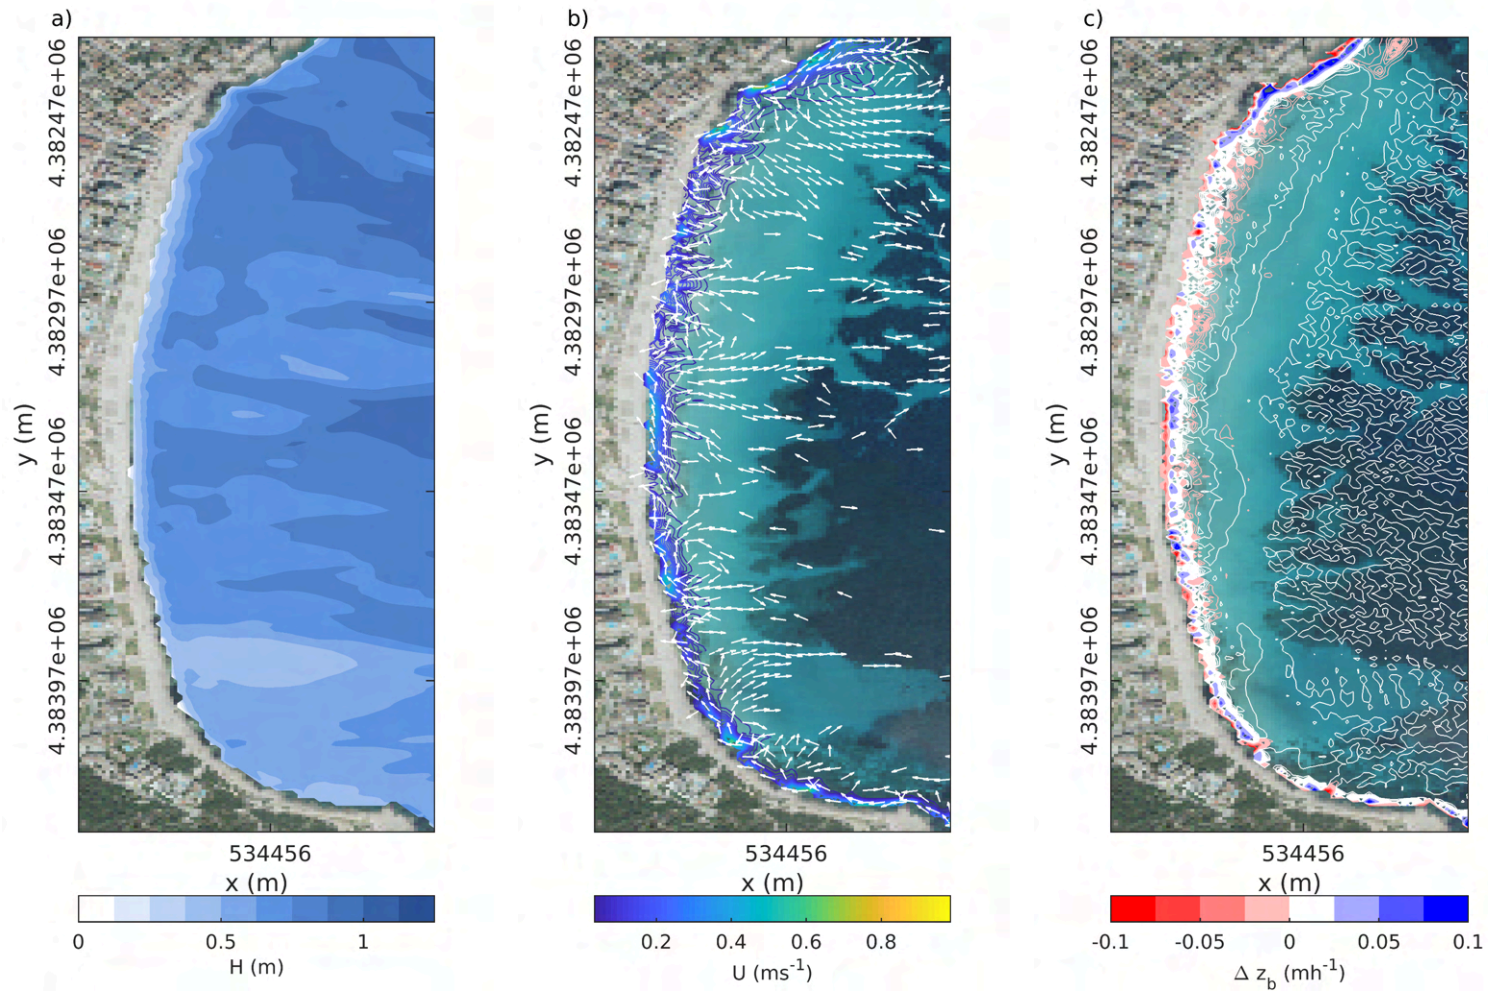 a)
b)
c)
4.38247e+06
4.38297e+06
4.38347e+06
4.38397e+06
y (m)
534456
x (m)
0 0.5 1
H (m)
4.38247e+06
4.38297e+06
4.38347e+06
4.38397e+06
y (m)
534456
x (m)
0.2 0.4 0.6 0.8
U (ms⁻¹)
4.38247e+06
4.38297e+06
4.38347e+06
4.38397e+06
y (m)
534456
x (m)
-0.1 -0.05 0 0.05 0.1
Δ z_b (mh⁻¹)